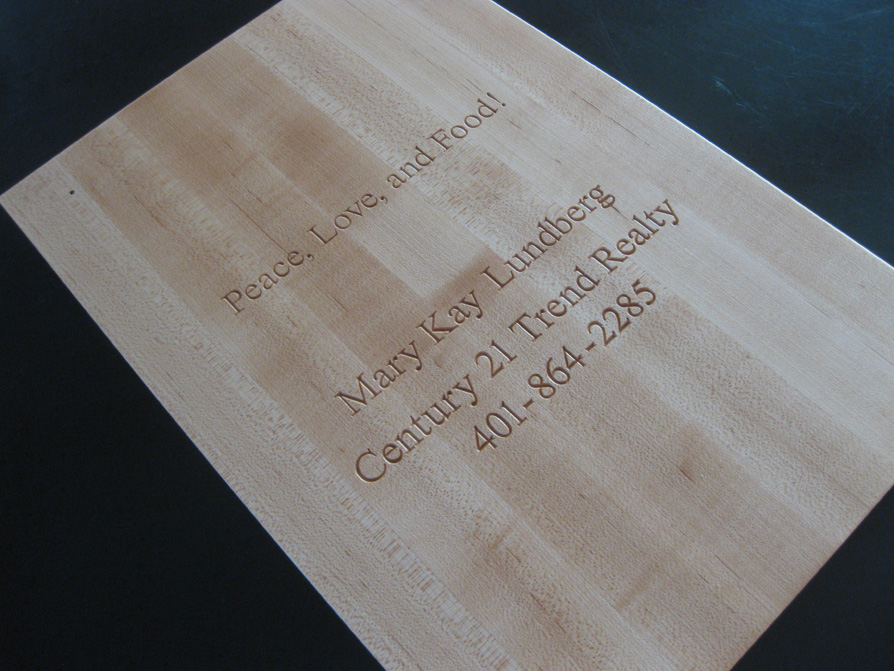 Peace, Love, and Food!
Mary Kay Lundberg
Century 21 Trend Realty
401-864-2285